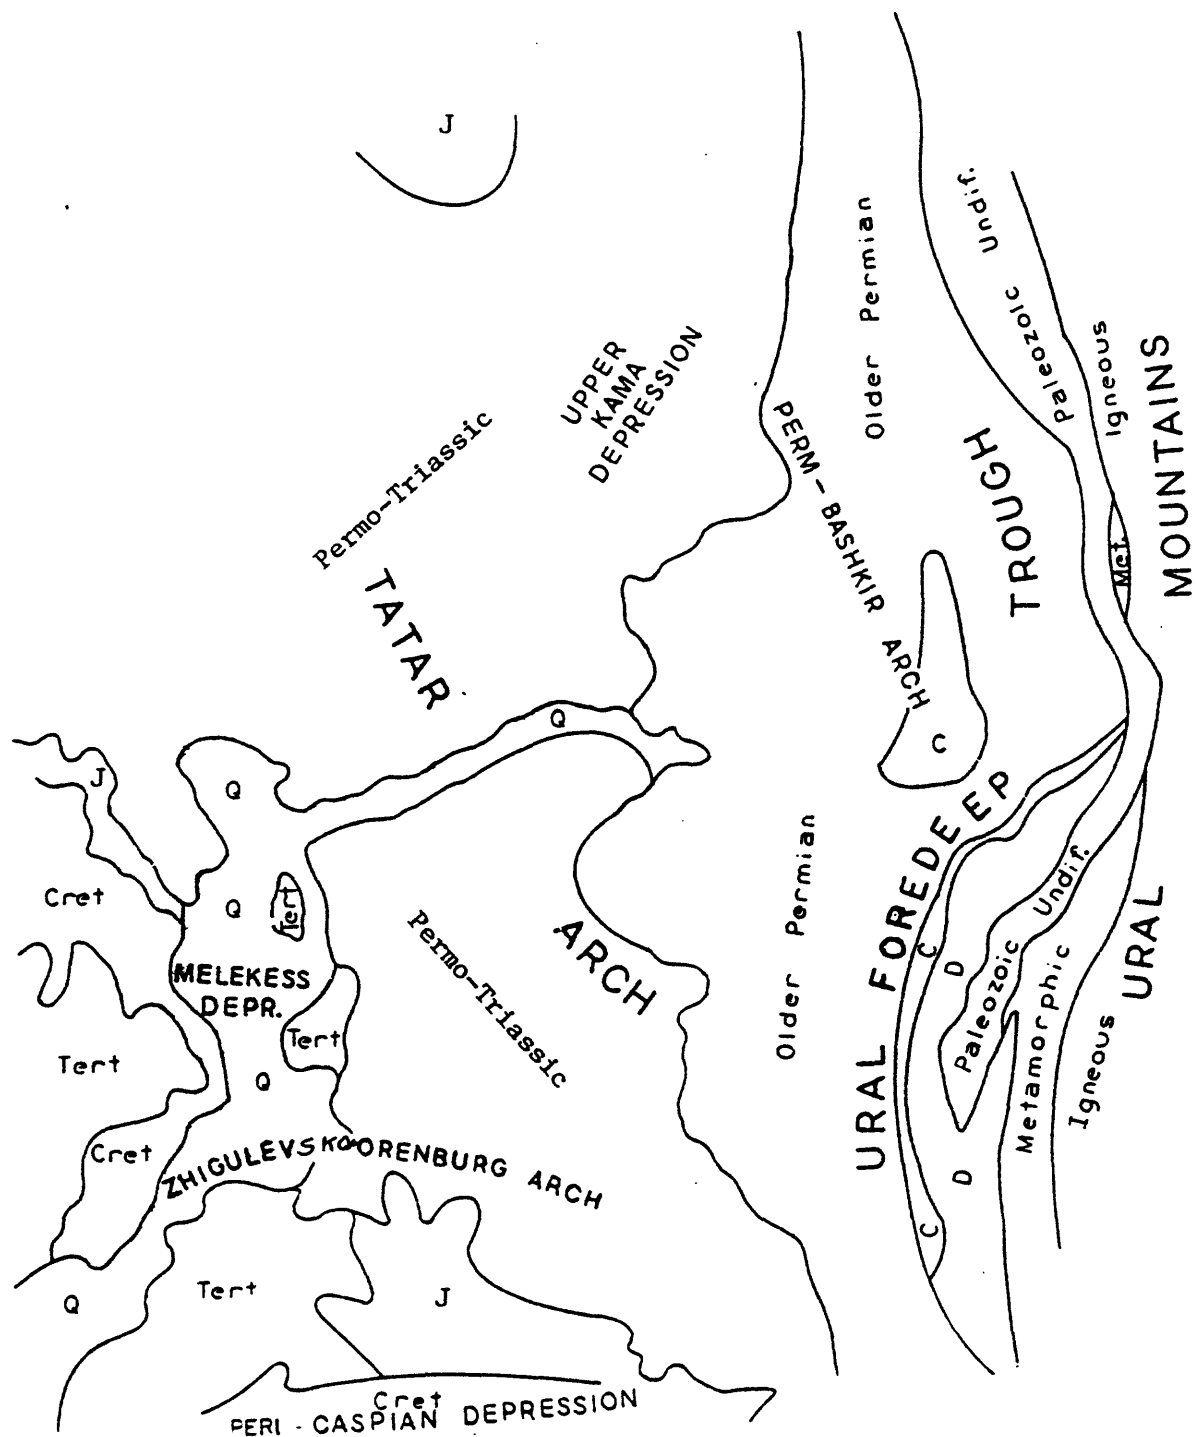 J
Older Permian
Paleozoic Undif.
Igneous
MOUNTAINS
UPPER
KAMA
DEPRESSION
Permo-Triassic
PERM - BASHKIR ARCH
TROUGH
Met.
TATAR
Q
C
J
Q
URAL FOREDEEP
Cret
Q
Tert
Permo-Triassic
ARCH
Older Permian
C
D
Paleozoic Undif.
URAL
MELEKESS
DEPR.
Tert
Tert
Q
Metamorphic
Igneous
Cret
ZHIGULEVSKO-ORENBURG ARCH
D
C
Q
Tert
J
Cret
PERI - CASPIAN DEPRESSION